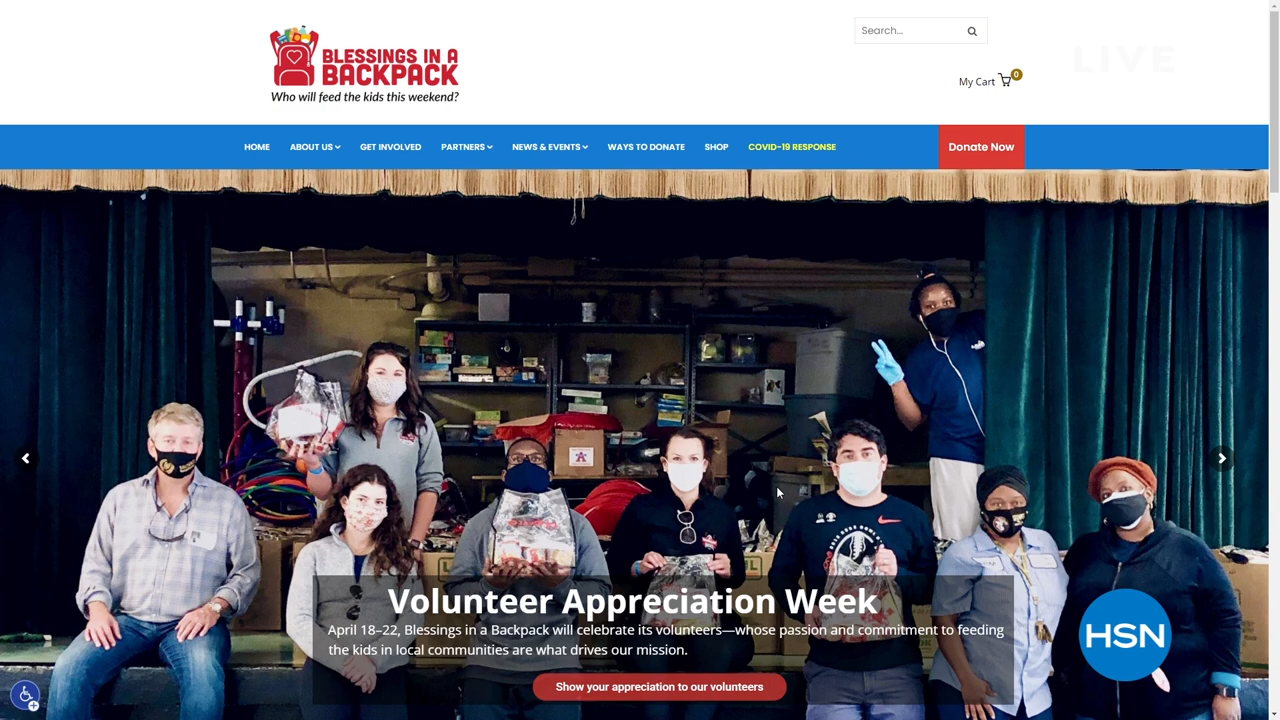 BLESSINGS IN A
BACKPACK
Who will feed the kids this weekend?
Search...
LIVE
My Cart 0
HOME ABOUT US GET INVOLVED PARTNERS NEWS & EVENTS WAYS TO DONATE SHOP COVID-19 RESPONSE Donate Now
Volunteer Appreciation Week
April 18–22, Blessings in a Backpack will celebrate its volunteers—whose passion and commitment to feeding
the kids in local communities are what drives our mission.
HSN
Show your appreciation to our volunteers